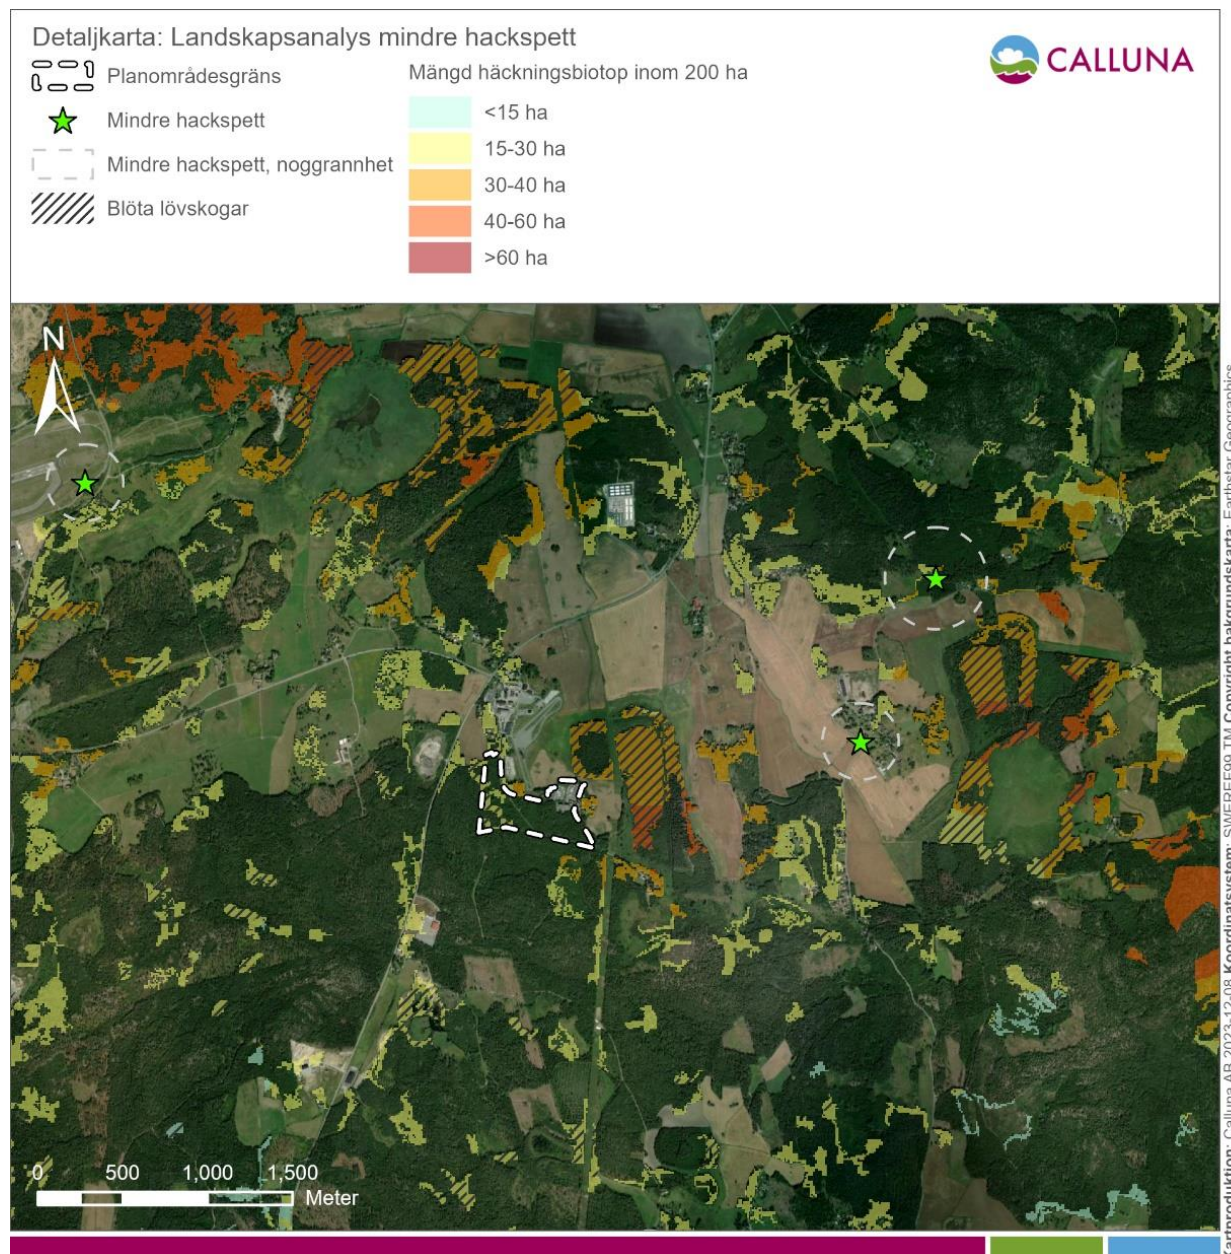 Detaljkarta: Landskapsanalys mindre hackspett
Planområdesgräns
Mindre hackspett
Mindre hackspett, noggrannhet
Blöta lövskogar
Mängd häckningsbiotop inom 200 ha
<15 ha
15-30 ha
30-40 ha
40-60 ha
>60 ha
CALLUNA
N
0 500 1,000 1,500
Meter
Kartproduktion: Calluna AB 2023-12-08 Koordinatsystem: SWEREF99 TM Copyright bakgrundskarta: Earthstar Geographics